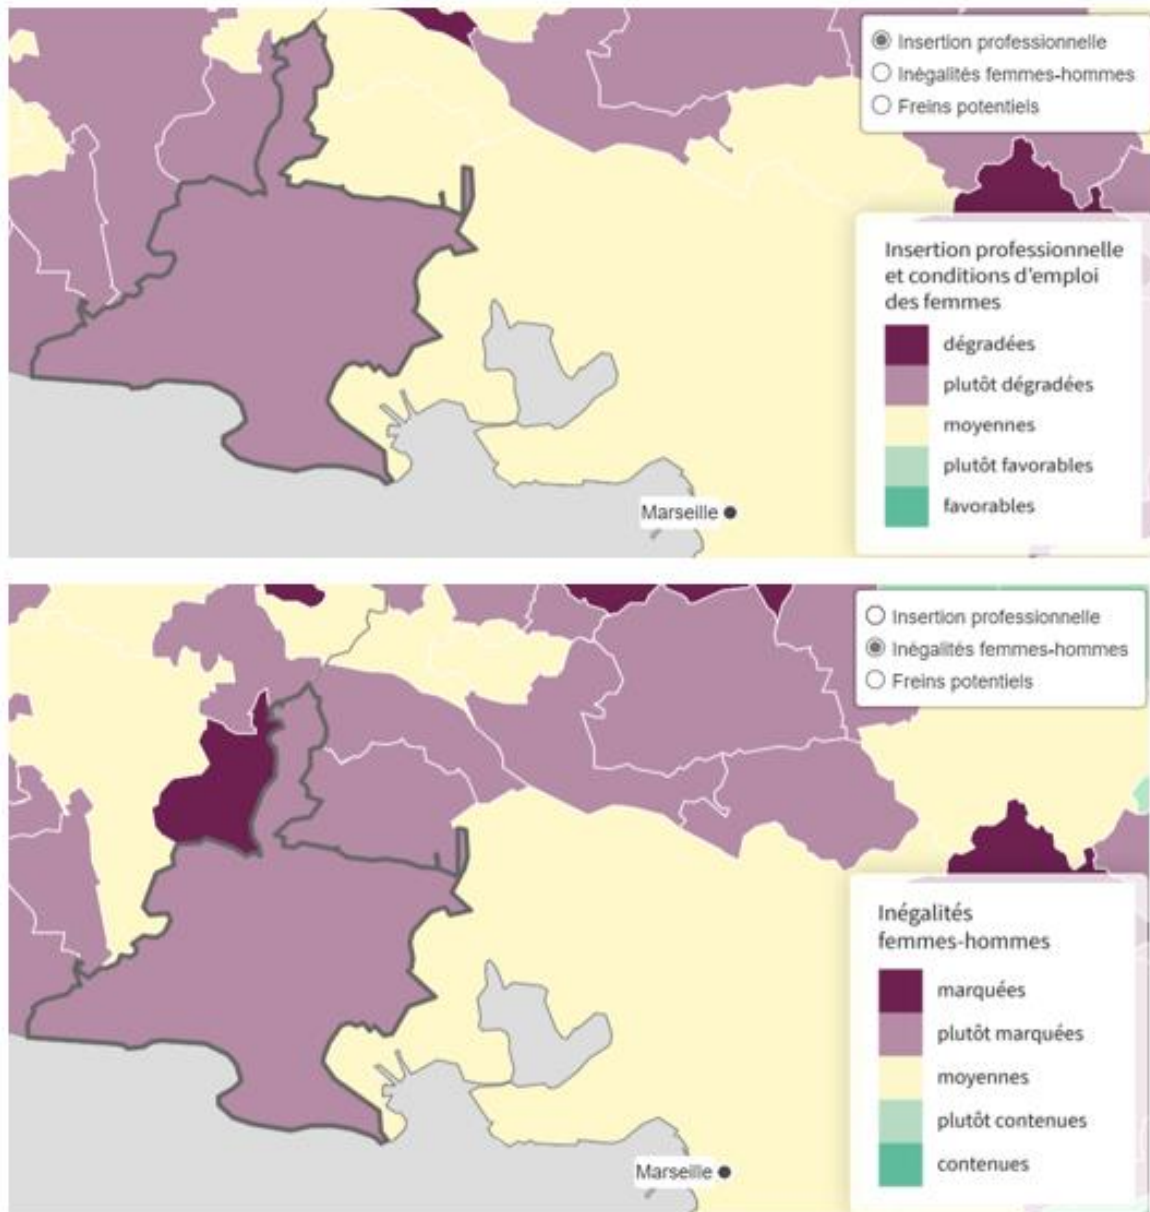 Insertion professionnelle
Inégalités femmes-hommes
Freins potentiels
Insertion professionnelle
et conditions d'emploi
des femmes
dégradées
plutôt dégradées
moyennes
plutôt favorables
favorables
Marseille
Insertion professionnelle
Inégalités femmes-hommes
Freins potentiels
Inégalités
femmes-hommes
marquées
plutôt marquées
moyennes
plutôt contenues
contenues
Marseille